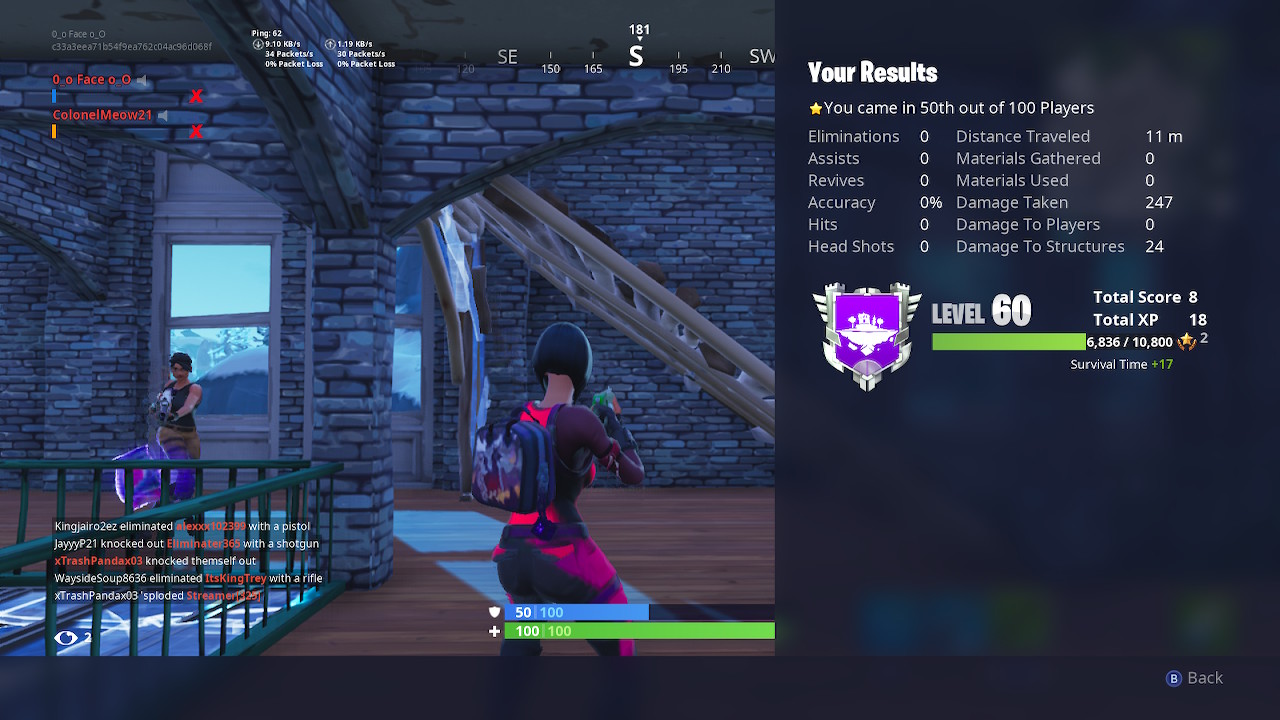 0_o Face o_O
c33a3eea71b54f9ea762c04ac96d068f
Ping: 62
9.10 KB/s 1.19 KB/s
34 Packets/s 30 Packets/s
0% Packet Loss 0% Packet Loss
181
120 SE 150 165 S 195 210 SW
0_o Face o_O
X
ColonelMeow21
X
Kingjairo2ez eliminated alexxx102399 with a pistol
JayyyP21 knocked out Eliminater365 with a shotgun
xTrashPandax03 knocked themself out
WaysideSoup8636 eliminated ItsKingTrey with a rifle
xTrashPandax03 'sploded Streamer(325)
2
50 100
100 100
Your Results
You came in 50th out of 100 Players
Eliminations 0 Distance Traveled 11 m
Assists 0 Materials Gathered 0
Revives 0 Materials Used 0
Accuracy 0% Damage Taken 247
Hits 0 Damage To Players 0
Head Shots 0 Damage To Structures 24
LEVEL 60
Total Score 8
Total XP 18
6,836 / 10,800 2
Survival Time +17
B Back